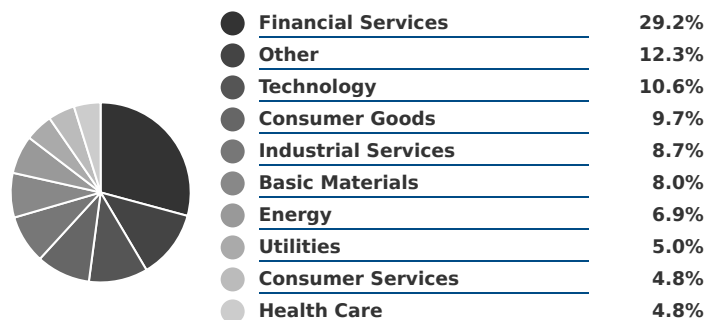 Financial Services 29.2%
Other 12.3%
Technology 10.6%
Consumer Goods 9.7%
Industrial Services 8.7%
Basic Materials 8.0%
Energy 6.9%
Utilities 5.0%
Consumer Services 4.8%
Health Care 4.8%